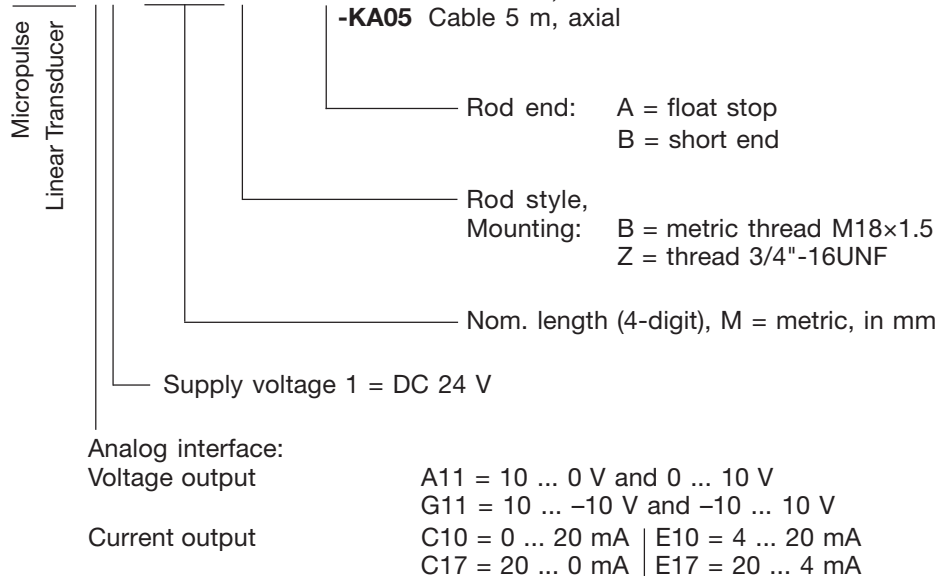 -KA05 Cable 5 m, axial
Micropulse
Linear Transducer
Rod end: A = float stop
B = short end
Rod style,
Mounting: B = metric thread M18×1.5
Z = thread 3/4"-16UNF
Nom. length (4-digit), M = metric, in mm
Supply voltage 1 = DC 24 V
Analog interface:
Voltage output A11 = 10 ... 0 V and 0 ... 10 V
G11 = 10 ... –10 V and –10 ... 10 V
Current output C10 = 0 ... 20 mA E10 = 4 ... 20 mA
C17 = 20 ... 0 mA E17 = 20 ... 4 mA